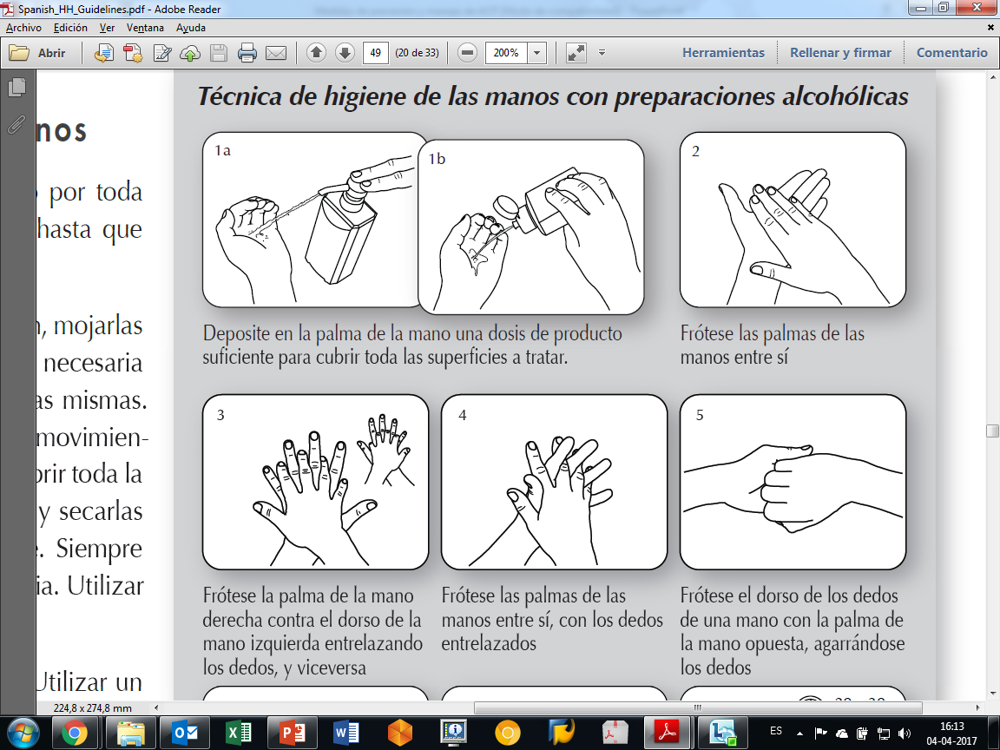 Spanish_HH_Guidelines.pdf - Adobe Reader
Archivo Edición Ver Ventana Ayuda
Abrir 49 (20 de 33) 200% Herramientas Rellenar y firmar Comentario
nos
por toda
hasta que
mojarlas
necesaria
as mismas.
movimien-
brir toda la
y secarlas
Siempre
ia. Utilizar
Utilizar un
Técnica de higiene de las manos con preparaciones alcohólicas
1a
1b
2
Deposite en la palma de la mano una dosis de producto
suficiente para cubrir toda las superficies a tratar.
Frótese las palmas de las
manos entre sí
3
4
5
Frótese la palma de la mano
derecha contra el dorso de la
mano izquierda entrelazando
los dedos, y viceversa
Frótese las palmas de las
manos entre sí, con los dedos
entrelazados
Frótese el dorso de los dedos
de una mano con la palma de
la mano opuesta, agarrándose
los dedos
224,8 x 274,8 mm
ES
16:13
04-04-2017